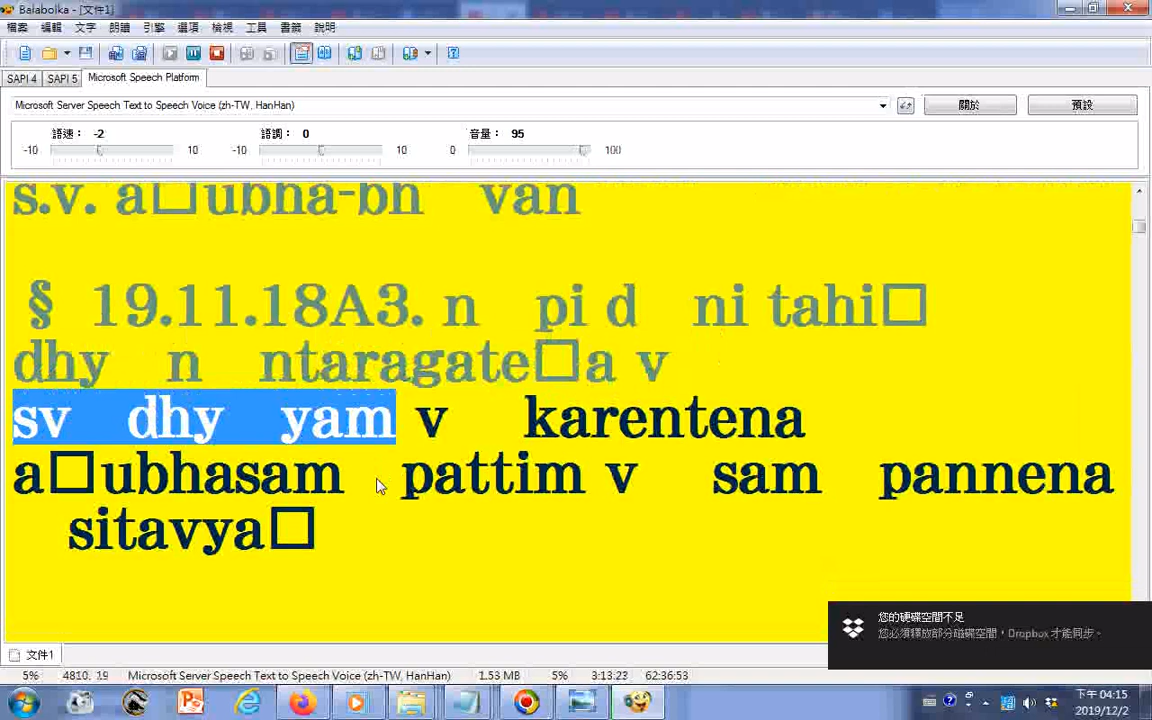 Balabolka - [文件1]
檔案 編輯 文字 朗讀 引擎 選項 檢視 工具 書籤 說明
SAPI 4 SAPI 5 Microsoft Speech Platform
Microsoft Server Speech Text to Speech Voice (zh-TW, HanHan) 關於 預設
語速： -2 語調： 0 音量： 95
-10 10 -10 10 0 100
s.v. a□ubha-bh van
§ 19.11.18A3. n pi d ni tahi□
dhy n ntaragate□a v
sv dhy yam v karentena
a□ubhasam pattim v sam pannena
sitavya□
您的硬碟空間不足
您必須釋放部分磁碟空間，Dropbox 才能同步。
文件1
5% 4810, 19 Microsoft Server Speech Text to Speech Voice (zh-TW, HanHan) 1.53 MB 5% 3:13:23 62:36:53
下午 04:15
2019/12/2